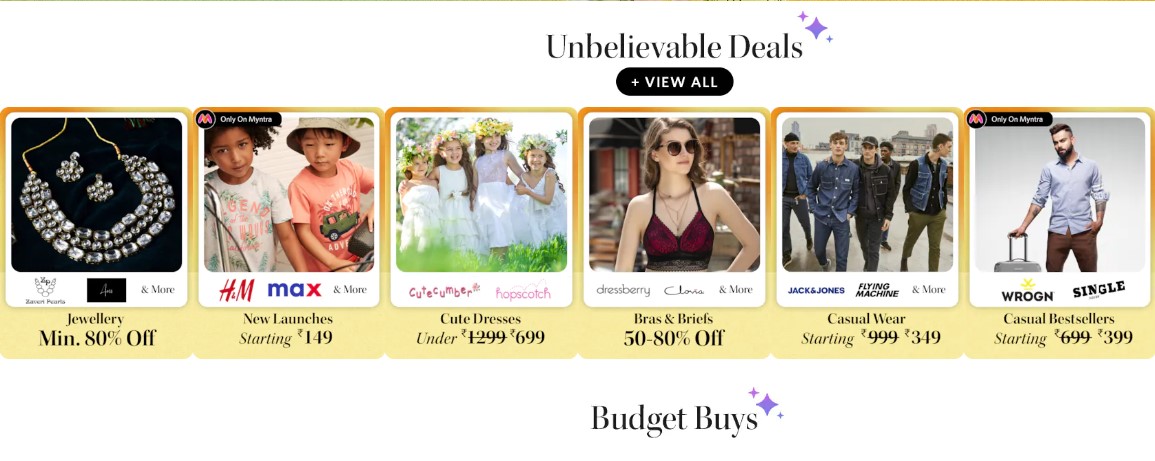 Unbelievable Deals
+ VIEW ALL
Only On Myntra
Only On Myntra
Zaveri Pearls
& More
H&M
max
& More
Cutecumber
hopscotch
dressberry
Clovia
& More
JACK&JONES
FLYING MACHINE
& More
WROGN
SINGLE
Jewellery
Min. 80% Off
New Launches
Starting ₹149
Cute Dresses
Under ₹1299 ₹699
Bras & Briefs
50-80% Off
Casual Wear
Starting ₹999 ₹349
Casual Bestsellers
Starting ₹699 ₹399
Budget Buys